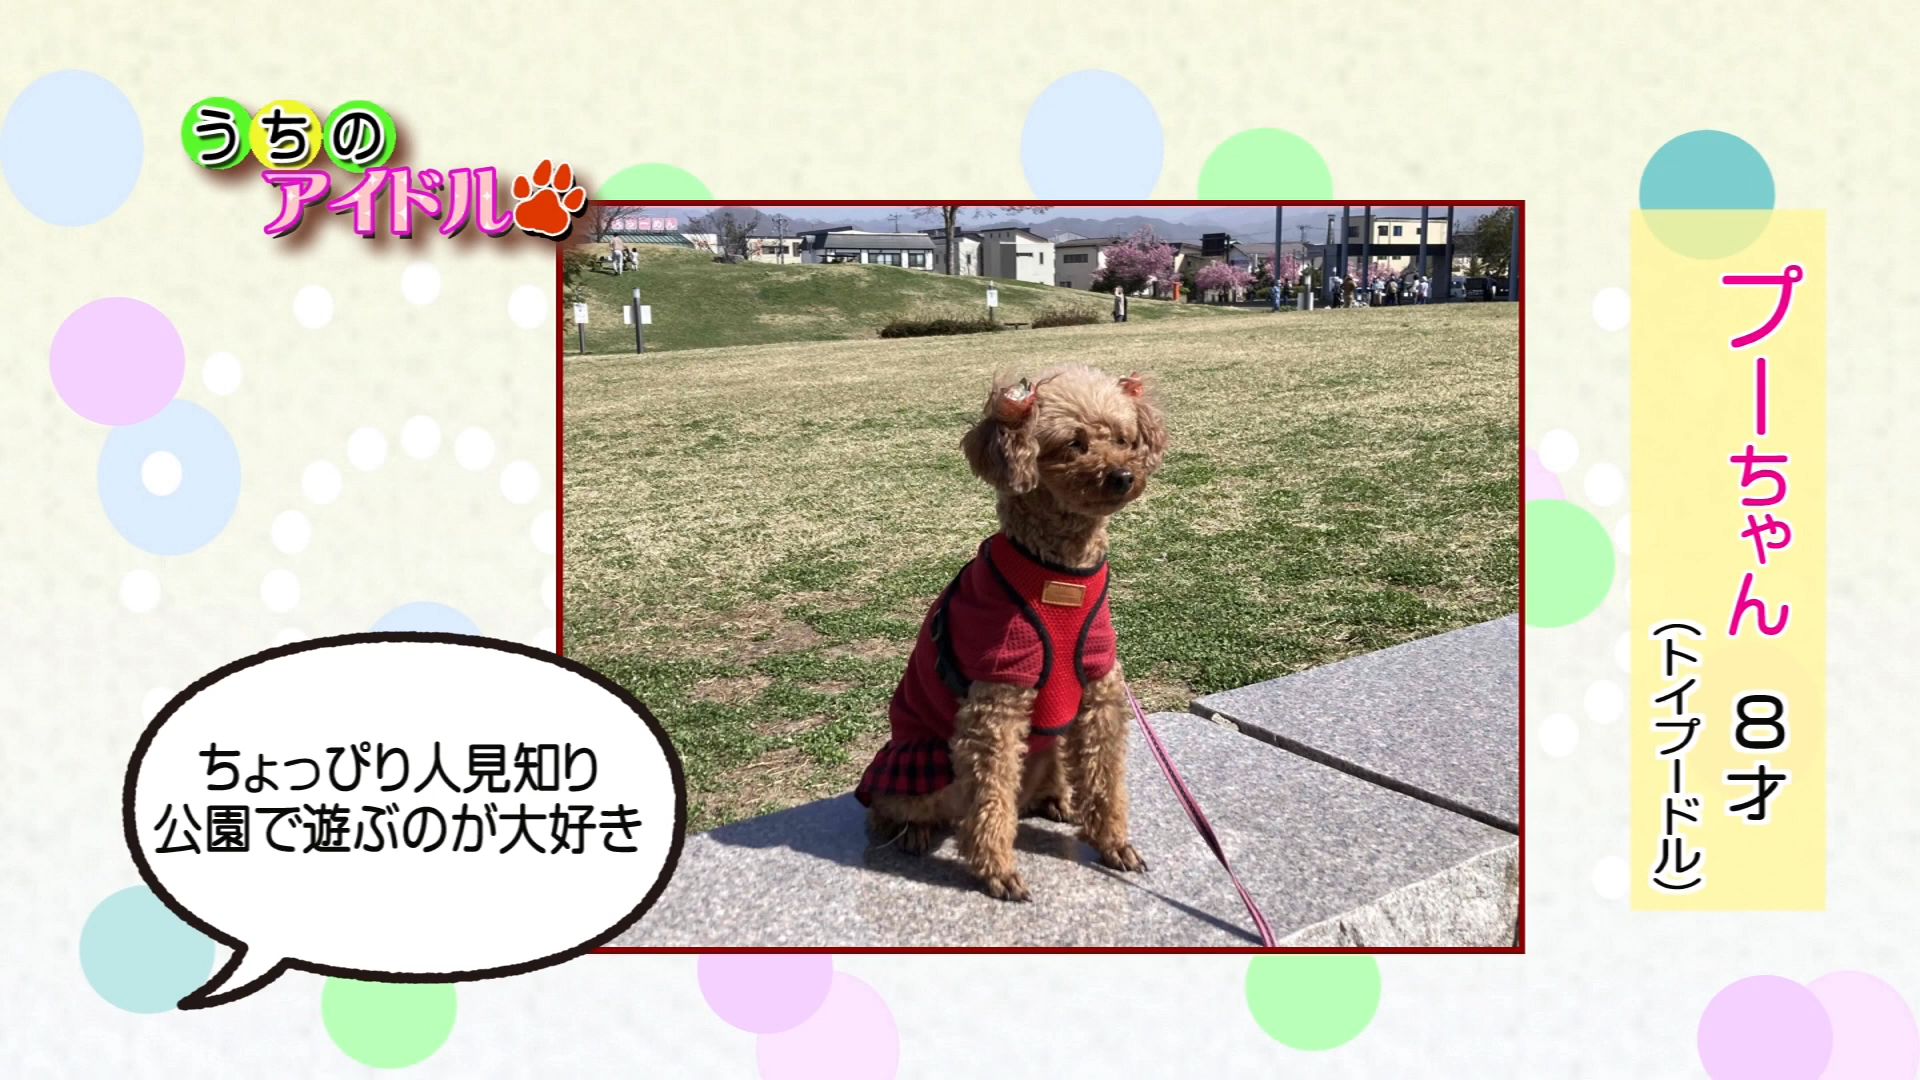 うちの
アイドル
プーちゃん 8才
（トイプードル）
ちょっぴり人見知り
公園で遊ぶのが大好き